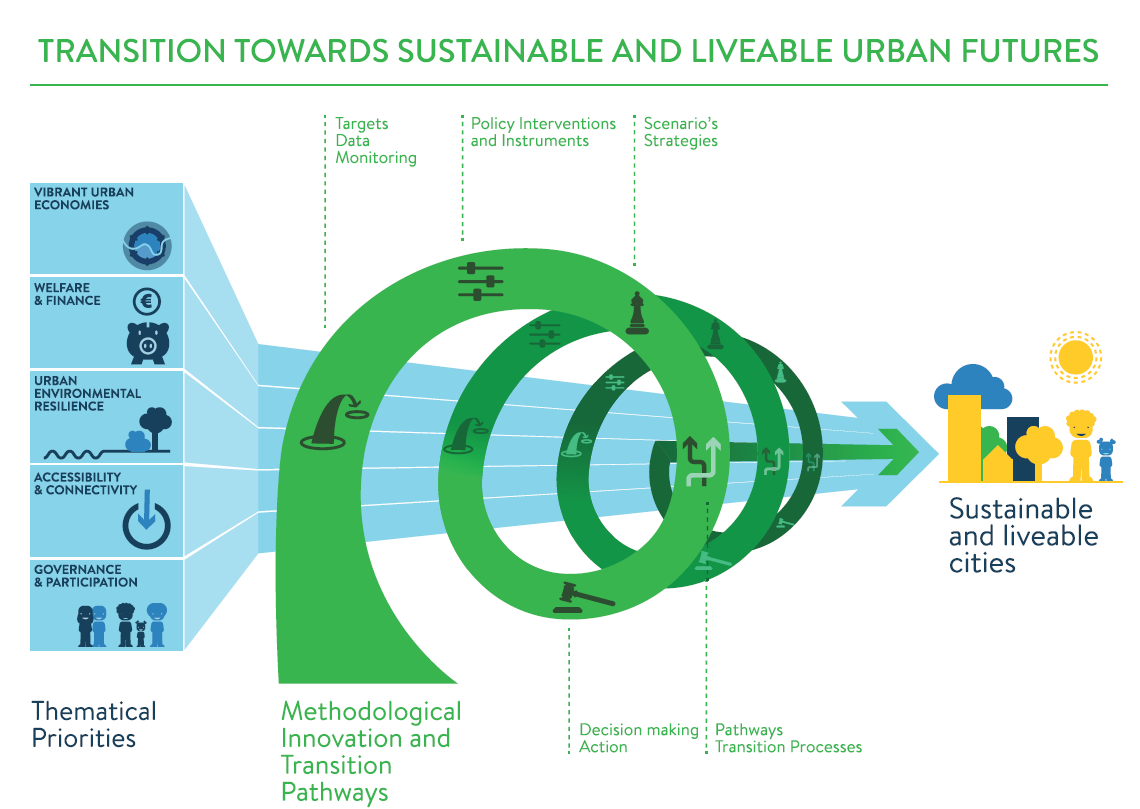 TRANSITION TOWARDS SUSTAINABLE AND LIVEABLE URBAN FUTURES
Targets
Data
Monitoring
Policy Interventions
and Instruments
Scenario's
Strategies
VIBRANT URBAN
ECONOMIES
WELFARE
& FINANCE
€
URBAN
ENVIRONMENTAL
RESILIENCE
ACCESSIBILITY
& CONNECTIVITY
GOVERNANCE
& PARTICIPATION
Sustainable
and liveable
cities
Thematical
Priorities
Methodological
Innovation and
Transition
Pathways
Decision making
Action
Pathways
Transition Processes